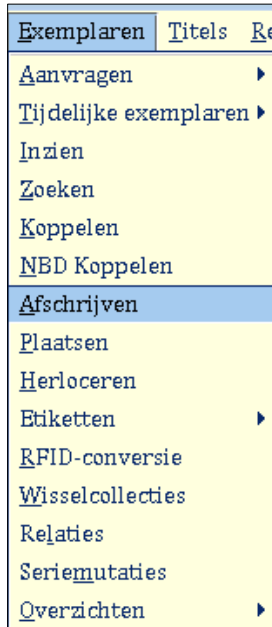 Exemplaren Titels Re
Aanvragen
Tijdelijke exemplaren
Inzien
Zoeken
Koppelen
NBD Koppelen
Afschrijven
Plaatsen
Herloceren
Etiketten
RFID-conversie
Wisselcollecties
Relaties
Seriemutaties
Overzichten